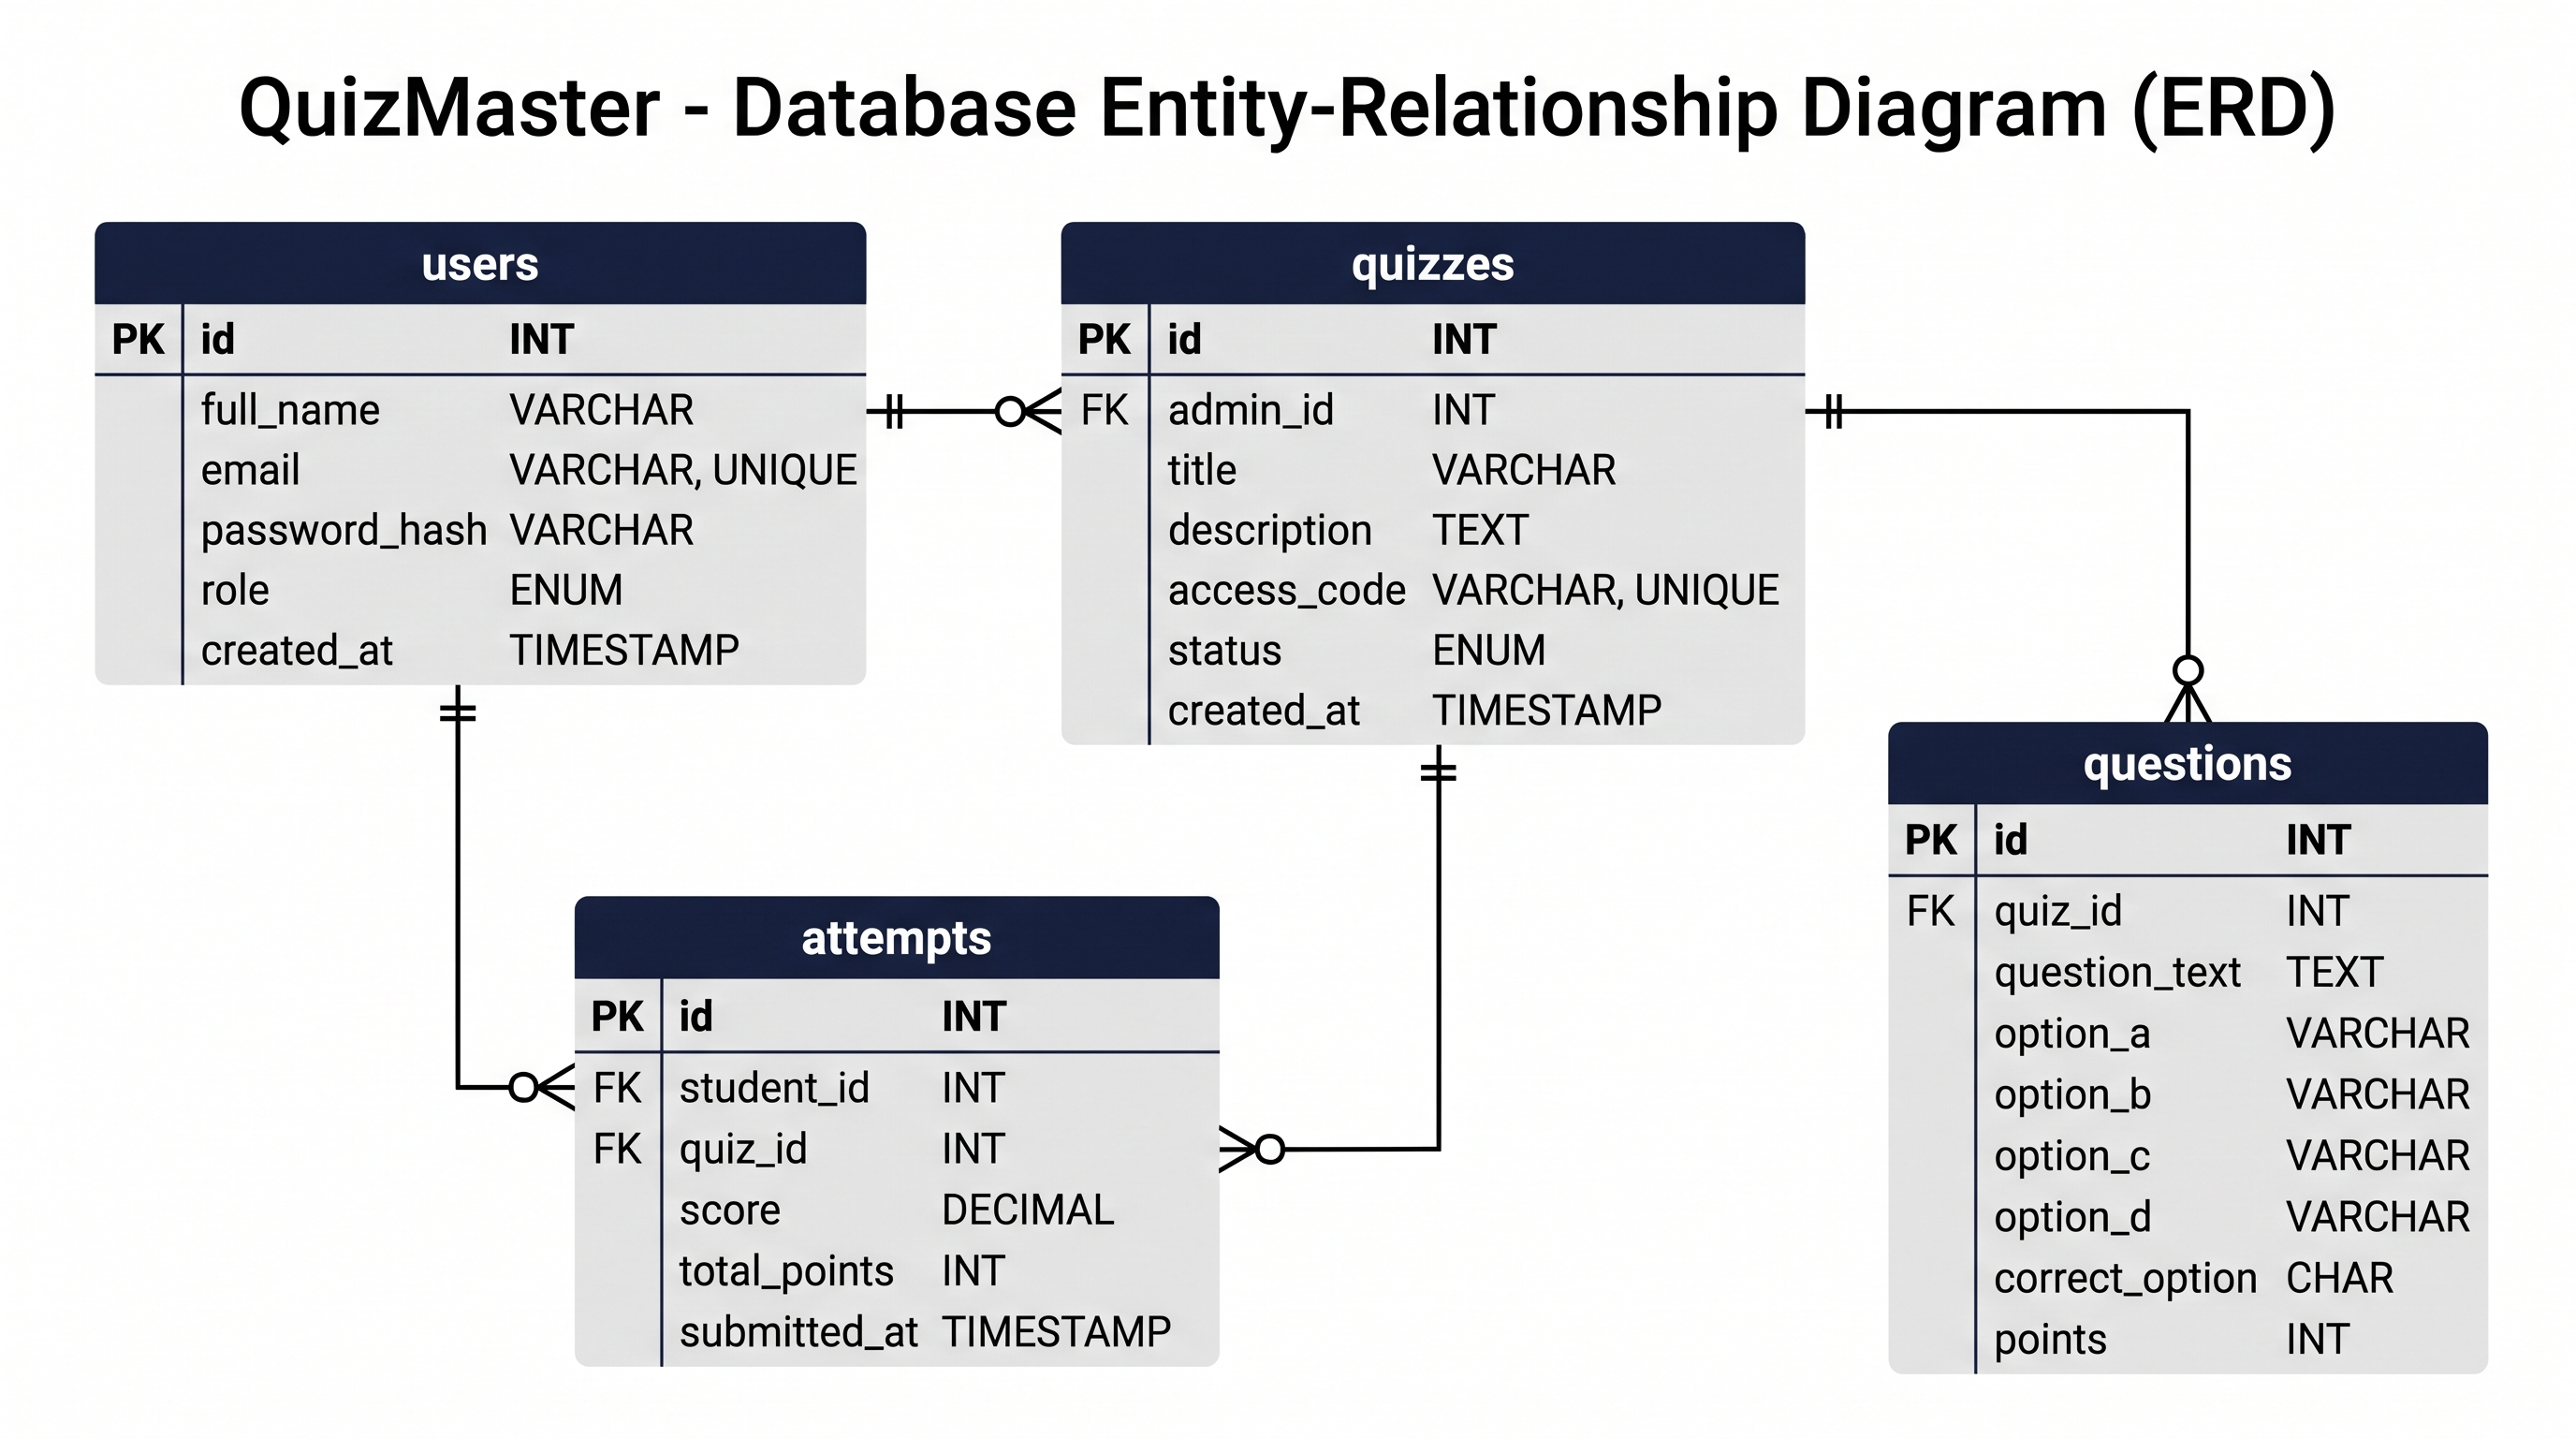 QuizMaster - Database Entity-Relationship Diagram (ERD)
users
PK id INT
full_name VARCHAR
email VARCHAR, UNIQUE
password_hash VARCHAR
role ENUM
created_at TIMESTAMP
quizzes
PK id INT
FK admin_id INT
title VARCHAR
description TEXT
access_code VARCHAR, UNIQUE
status ENUM
created_at TIMESTAMP
attempts
PK id INT
FK student_id INT
FK quiz_id INT
score DECIMAL
total_points INT
submitted_at TIMESTAMP
questions
PK id INT
FK quiz_id INT
question_text TEXT
option_a VARCHAR
option_b VARCHAR
option_c VARCHAR
option_d VARCHAR
correct_option CHAR
points INT